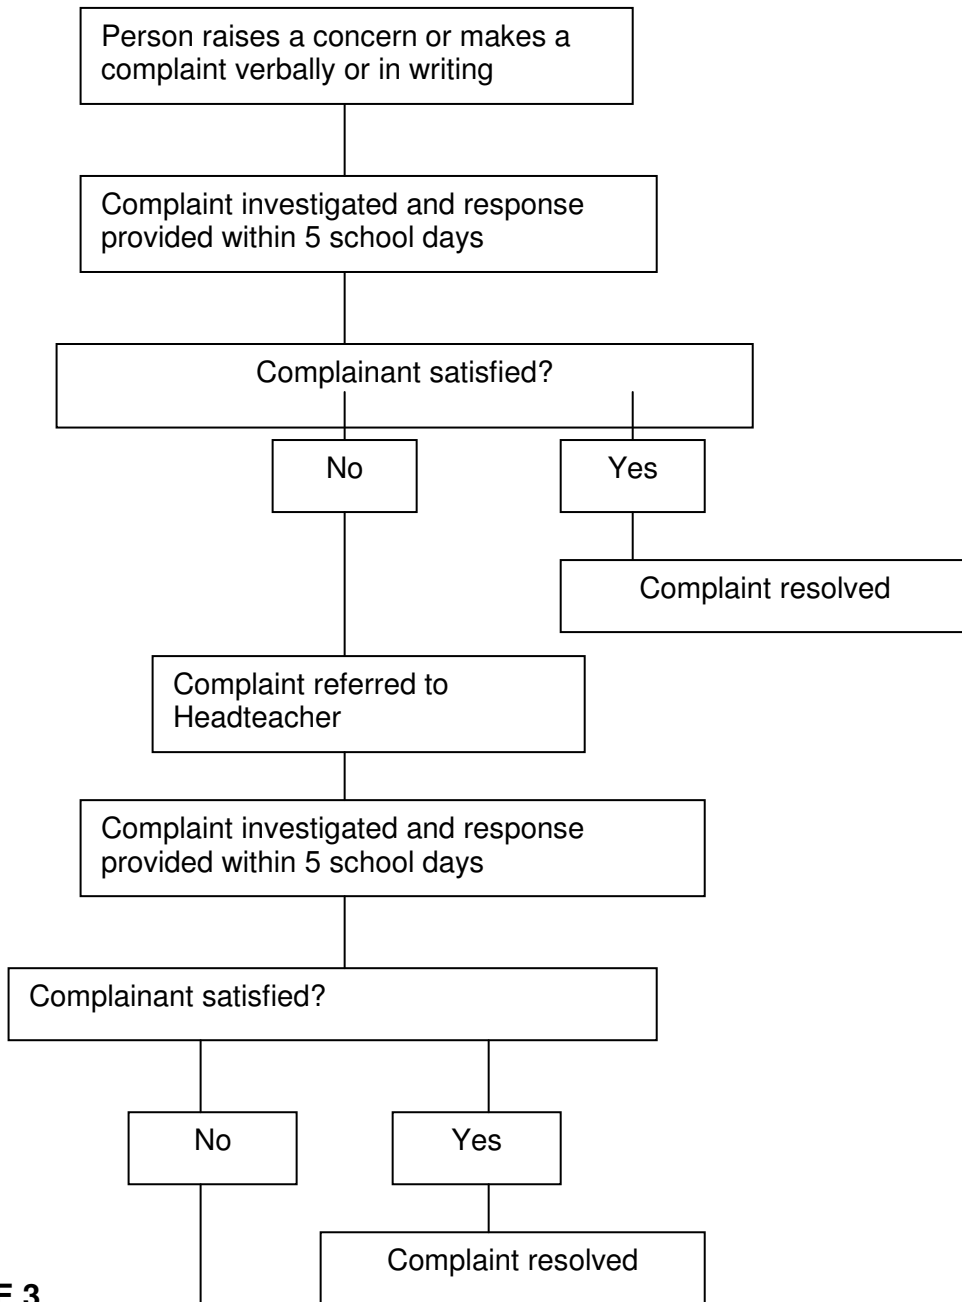 Person raises a concern or makes a
complaint verbally or in writing
Complaint investigated and response
provided within 5 school days
Complainant satisfied?
No
Yes
Complaint resolved
Complaint referred to
Headteacher
Complaint investigated and response
provided within 5 school days
Complainant satisfied?
No
Yes
Complaint resolved
E 3